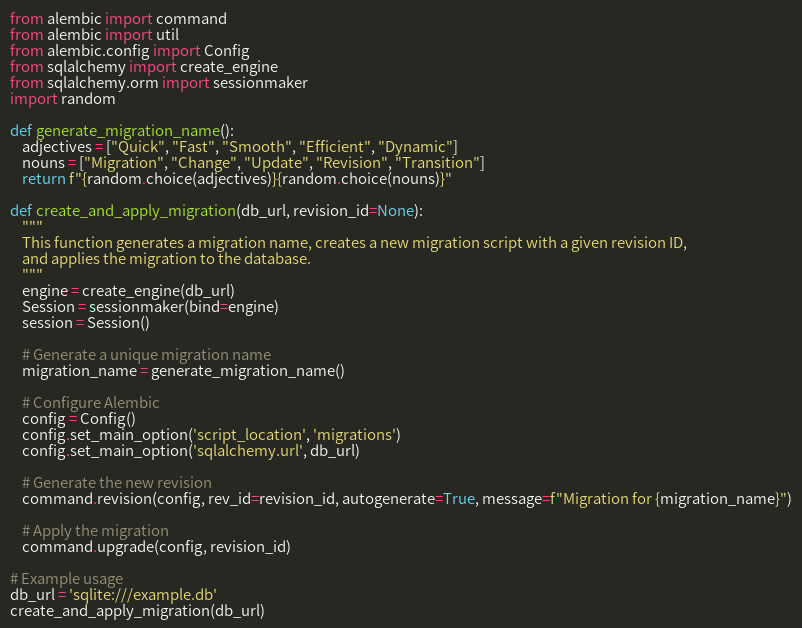 from alembic import command
from alembic import util
from alembic.config import Config
from sqlalchemy import create_engine
from sqlalchemy.orm import sessionmaker
import random

def generate_migration_name():
    adjectives = ["Quick", "Fast", "Smooth", "Efficient", "Dynamic"]
    nouns = ["Migration", "Change", "Update", "Revision", "Transition"]
    return f"{random.choice(adjectives)}{random.choice(nouns)}"

def create_and_apply_migration(db_url, revision_id=None):
    """
    This function generates a migration name, creates a new migration script with a given revision ID,
    and applies the migration to the database.
    """
    engine = create_engine(db_url)
    Session = sessionmaker(bind=engine)
    session = Session()

    # Generate a unique migration name
    migration_name = generate_migration_name()

    # Configure Alembic
    config = Config()
    config.set_main_option('script_location', 'migrations')
    config.set_main_option('sqlalchemy.url', db_url)

    # Generate the new revision
    command.revision(config, rev_id=revision_id, autogenerate=True, message=f"Migration for {migration_name}")

    # Apply the migration
    command.upgrade(config, revision_id)

# Example usage
db_url = 'sqlite:///example.db'
create_and_apply_migration(db_url)